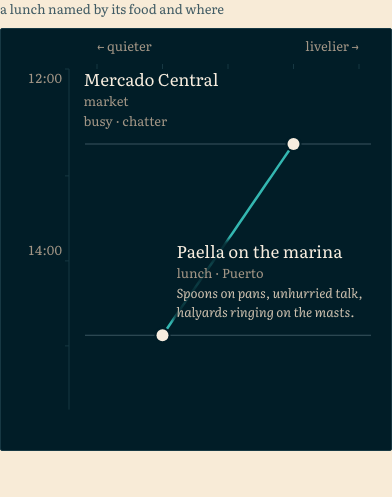 a lunch named by its food and where
← quieter
livelier →
12:00
Mercado Central
market
busy · chatter
14:00
Paella on the marina
lunch · Puerto
Spoons on pans, unhurried talk,
halyards ringing on the masts.